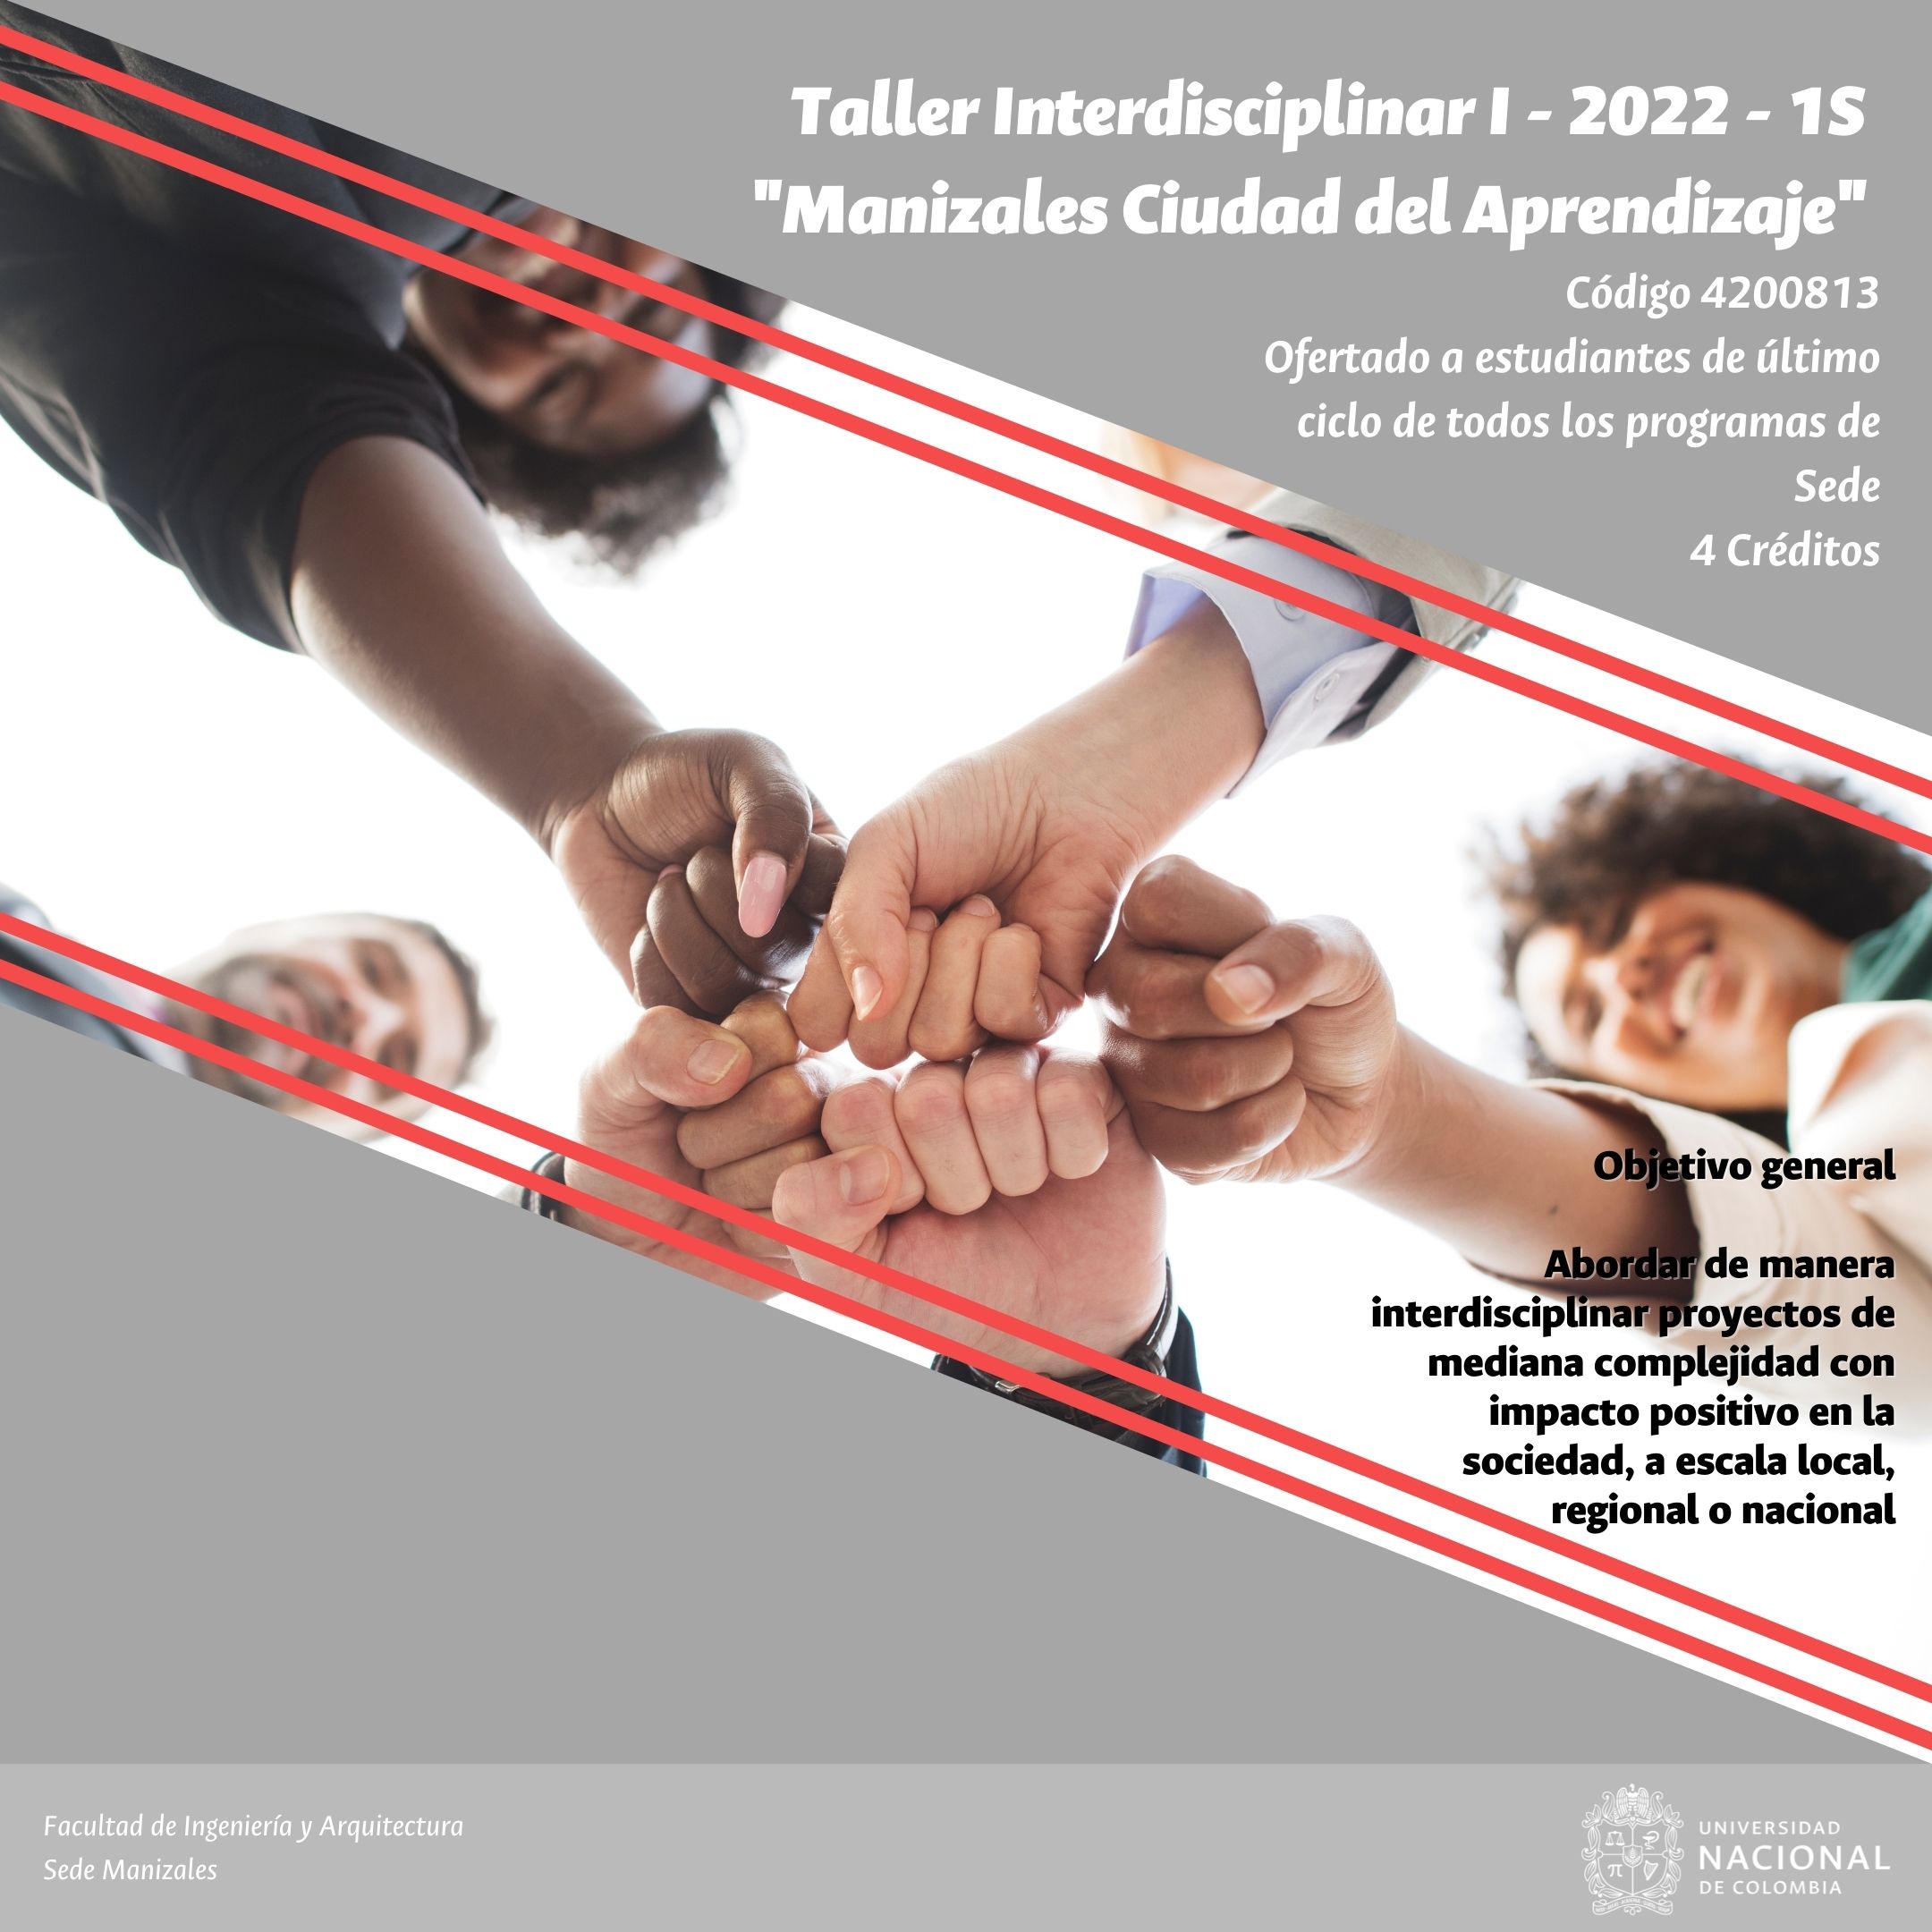 Taller Interdisciplinar I - 2022 - 1S
"Manizales Ciudad del Aprendizaje"
Código 4200813
Ofertado a estudiantes de último
ciclo de todos los programas de
Sede
4 Créditos
Objetivo general
Abordar de manera
interdisciplinar proyectos de
mediana complejidad con
impacto positivo en la
sociedad, a escala local,
regional o nacional
Facultad de Ingeniería y Arquitectura
Sede Manizales
UNIVERSIDAD
NACIONAL
DE COLOMBIA